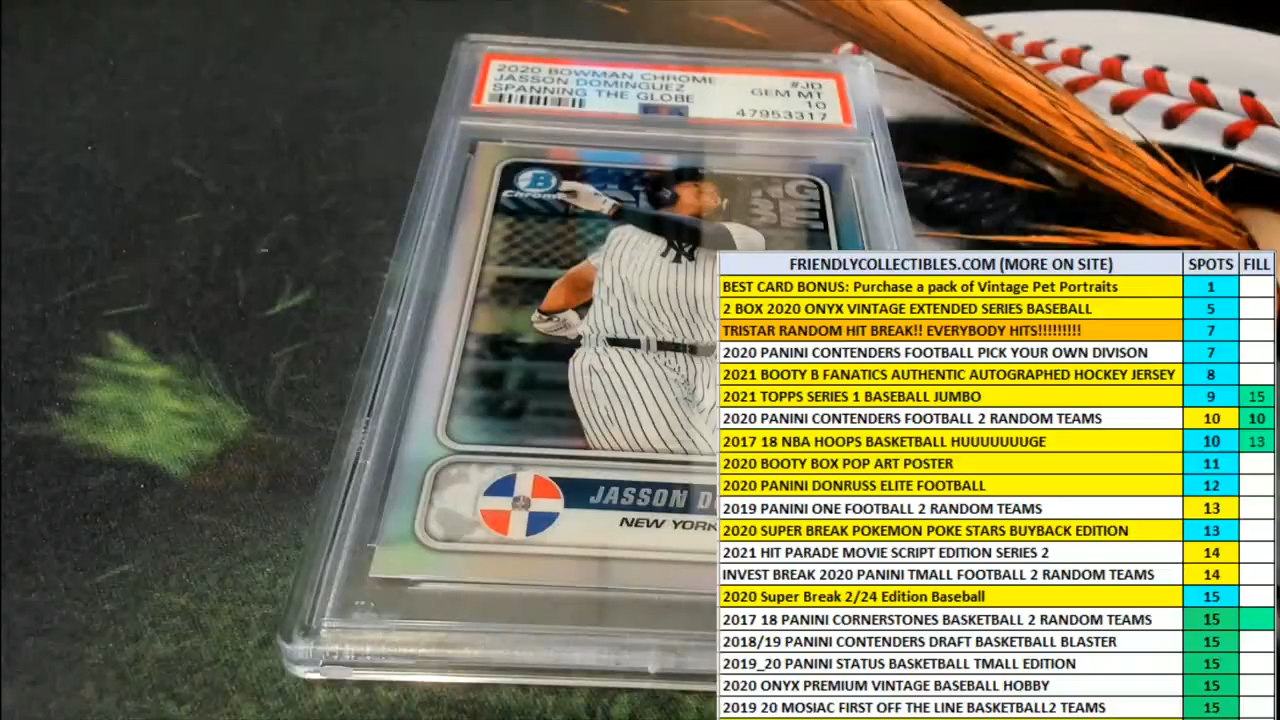 2020 BOWMAN CHROME #JD
JASSON DOMINGUEZ GEM MT
SPANNING THE GLOBE 10
47953317
B
Chrome
NY
JASSON
NEW YORK
FRIENDLYCOLLECTIBLES.COM (MORE ON SITE) SPOTS FILL
BEST CARD BONUS: Purchase a pack of Vintage Pet Portraits 1
2 BOX 2020 ONYX VINTAGE EXTENDED SERIES BASEBALL 5
TRISTAR RANDOM HIT BREAK!! EVERYBODY HITS!!!!!!!!! 7
2020 PANINI CONTENDERS FOOTBALL PICK YOUR OWN DIVISON 7
2021 BOOTY B FANATICS AUTHENTIC AUTOGRAPHED HOCKEY JERSEY 8
2021 TOPPS SERIES 1 BASEBALL JUMBO 9 15
2020 PANINI CONTENDERS FOOTBALL 2 RANDOM TEAMS 10 10
2017 18 NBA HOOPS BASKETBALL HUUUUUUUGE 10 13
2020 BOOTY BOX POP ART POSTER 11
2020 PANINI DONRUSS ELITE FOOTBALL 12
2019 PANINI ONE FOOTBALL 2 RANDOM TEAMS 13
2020 SUPER BREAK POKEMON POKE STARS BUYBACK EDITION 13
2021 HIT PARADE MOVIE SCRIPT EDITION SERIES 2 14
INVEST BREAK 2020 PANINI TMALL FOOTBALL 2 RANDOM TEAMS 14
2020 Super Break 2/24 Edition Baseball 15
2017 18 PANINI CORNERSTONES BASKETBALL 2 RANDOM TEAMS 15
2018/19 PANINI CONTENDERS DRAFT BASKETBALL BLASTER 15
2019_20 PANINI STATUS BASKETBALL TMALL EDITION 15
2020 ONYX PREMIUM VINTAGE BASEBALL HOBBY 15
2019 20 MOSIAC FIRST OFF THE LINE BASKETBALL2 TEAMS 15